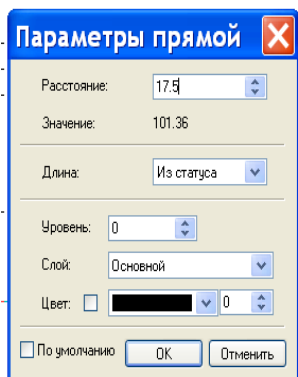 Параметры прямой
Расстояние: 17.5
Значение: 101.36
Длина: Из статуса
Уровень: 0
Слой: Основной
Цвет: 0
По умолчанию OK Отменить